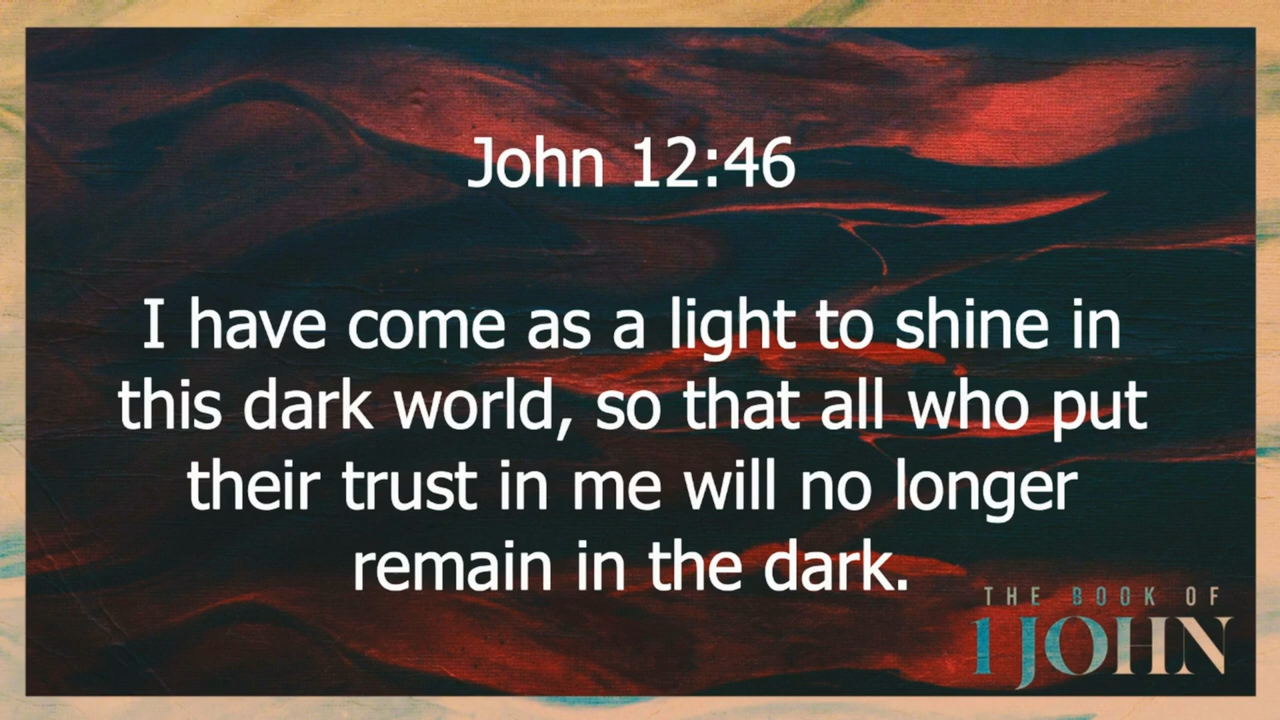 John 12:46
I have come as a light to shine in
this dark world, so that all who put
their trust in me will no longer
remain in the dark.
THE BOOK OF
1 JOHN